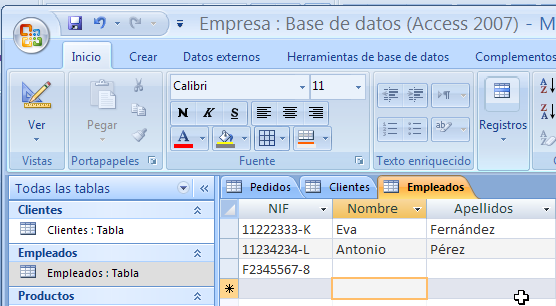 Empresa : Base de datos (Access 2007) - M
Inicio Crear Datos externos Herramientas de base de datos Complementos
Ver Pegar Calibri 11 Registros
N K S
A
Vistas Portapapeles Fuente Texto enriquecido
Todas las tablas Pedidos Clientes Empleados
Clientes NIF Nombre Apellidos
Clientes : Tabla 11222333-K Eva Fernández
Empleados 11234234-L Antonio Pérez
Empleados : Tabla F2345567-8
Productos